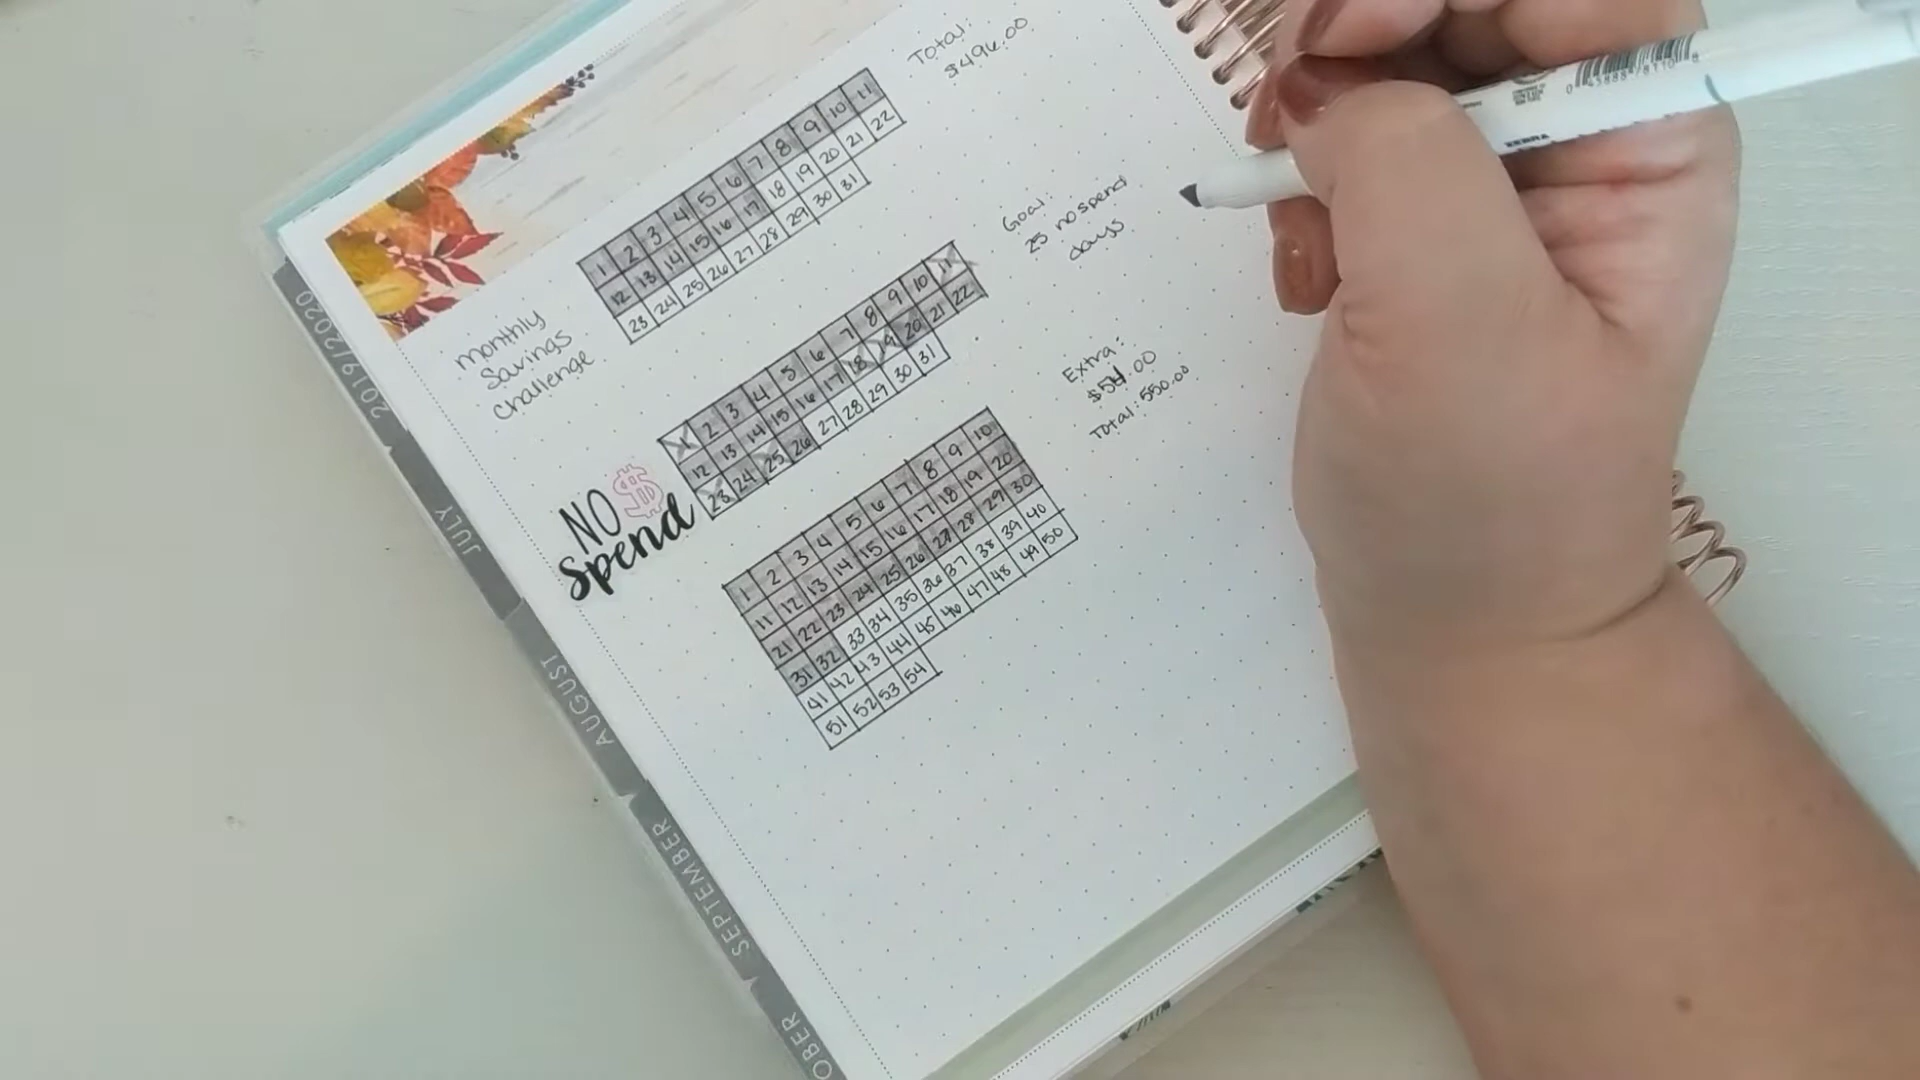 Total:
$496.00
1 2 3 4 5 6 7 8 9 10 11
12 13 14 15 16 17 18 19 20 21 22
23 24 25 26 27 28 29 30 31
monthly
Savings
Challenge
Goal:
25 no spend
days
1 2 3 4 5 6 7 8 9 10 11
12 13 14 15 16 17 18 19 20 21 22
23 24 25 26 27 28 29 30 31
NO $
Spend
Extra:
$54.00
Total: 550.00
1 2 3 4 5 6 7 8 9 10
11 12 13 14 15 16 17 18 19 20
21 22 23 24 25 26 27 28 29 30
31 32 33 34 35 36 37 38 39 40
41 42 43 44 45 46 47 48 49 50
51 52 53 54
2019/2020
JULY
AUGUST
SEPTEMBER
OBER
ZEBRA